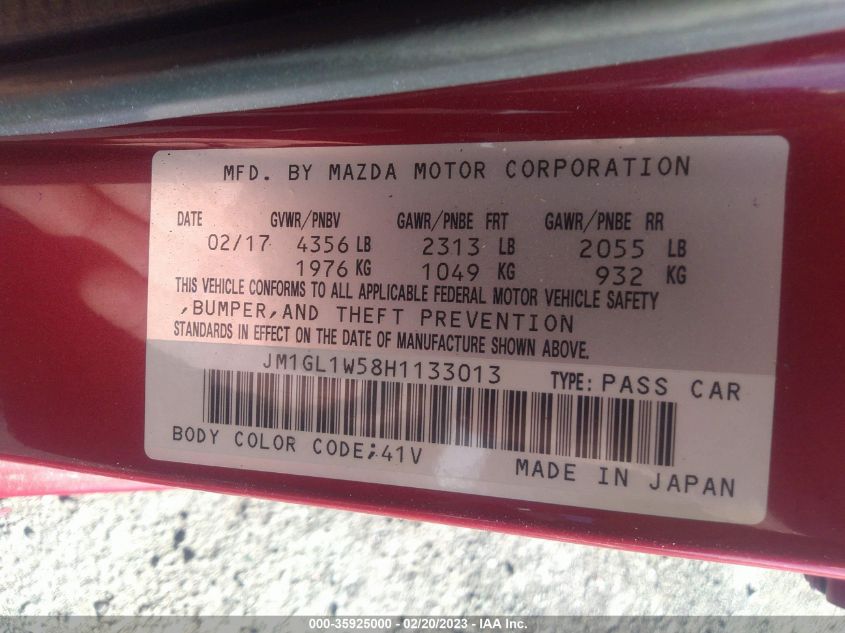 MFD. BY MAZDA MOTOR CORPORATION
DATE GVWR/PNBV GAWR/PNBE FRT GAWR/PNBE RR
02/17 4356 LB 2313 LB 2055 LB
1976 KG 1049 KG 932 KG
THIS VEHICLE CONFORMS TO ALL APPLICABLE FEDERAL MOTOR VEHICLE SAFETY
,BUMPER,AND THEFT PREVENTION
STANDARDS IN EFFECT ON THE DATE OF MANUFACTURE SHOWN ABOVE.
JM1GL1W58H1133013 TYPE: PASS CAR
BODY COLOR CODE;41V
MADE IN JAPAN
000-35925000 - 02/20/2023 - IAA Inc.